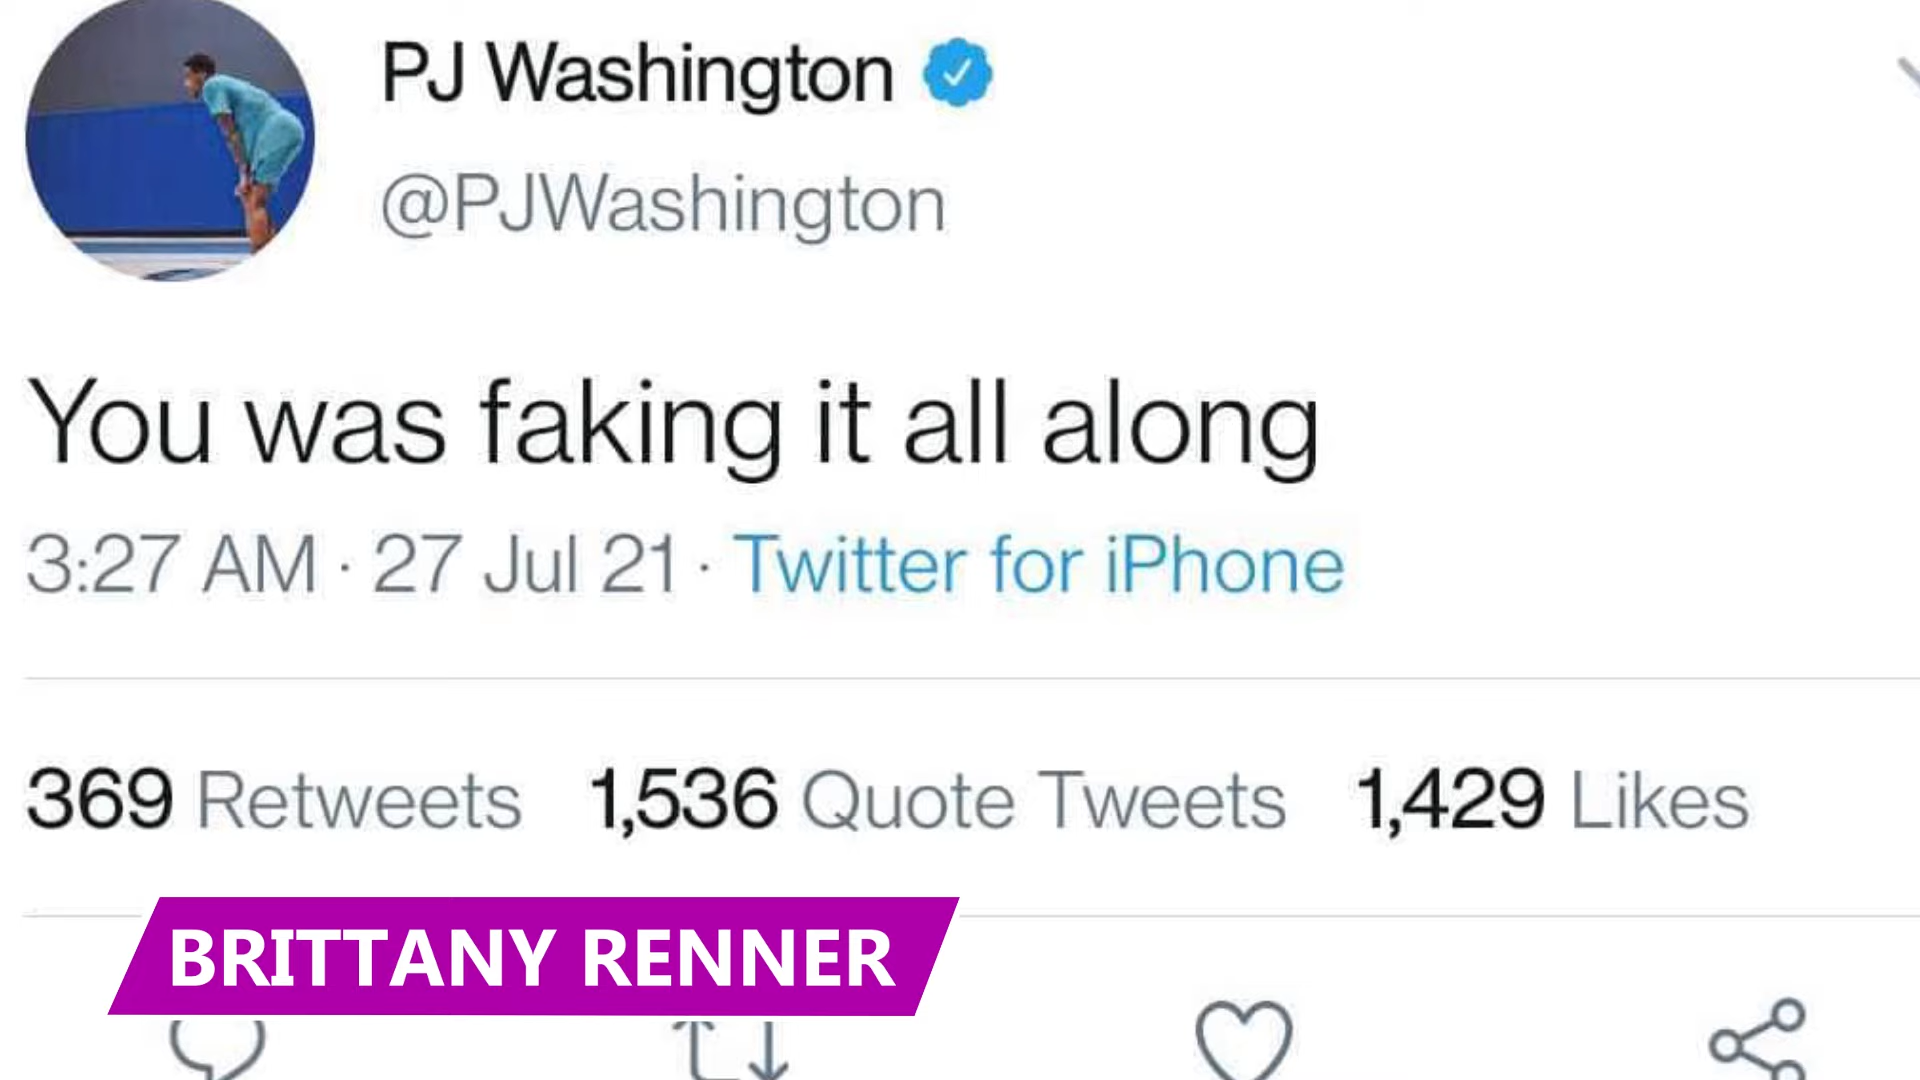 PJ Washington
@PJWashington
You was faking it all along
3:27 AM · 27 Jul 21 · Twitter for iPhone
369 Retweets 1,536 Quote Tweets 1,429 Likes
BRITTANY RENNER